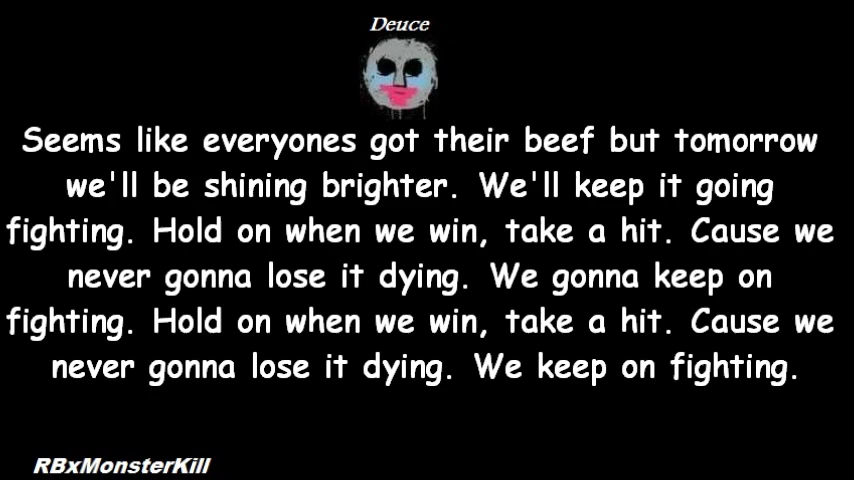 Deuce
Seems like everyones got their beef but tomorrow
we'll be shining brighter. We'll keep it going
fighting. Hold on when we win, take a hit. Cause we
never gonna lose it dying. We gonna keep on
fighting. Hold on when we win, take a hit. Cause we
never gonna lose it dying. We keep on fighting.
RBxMonsterKill